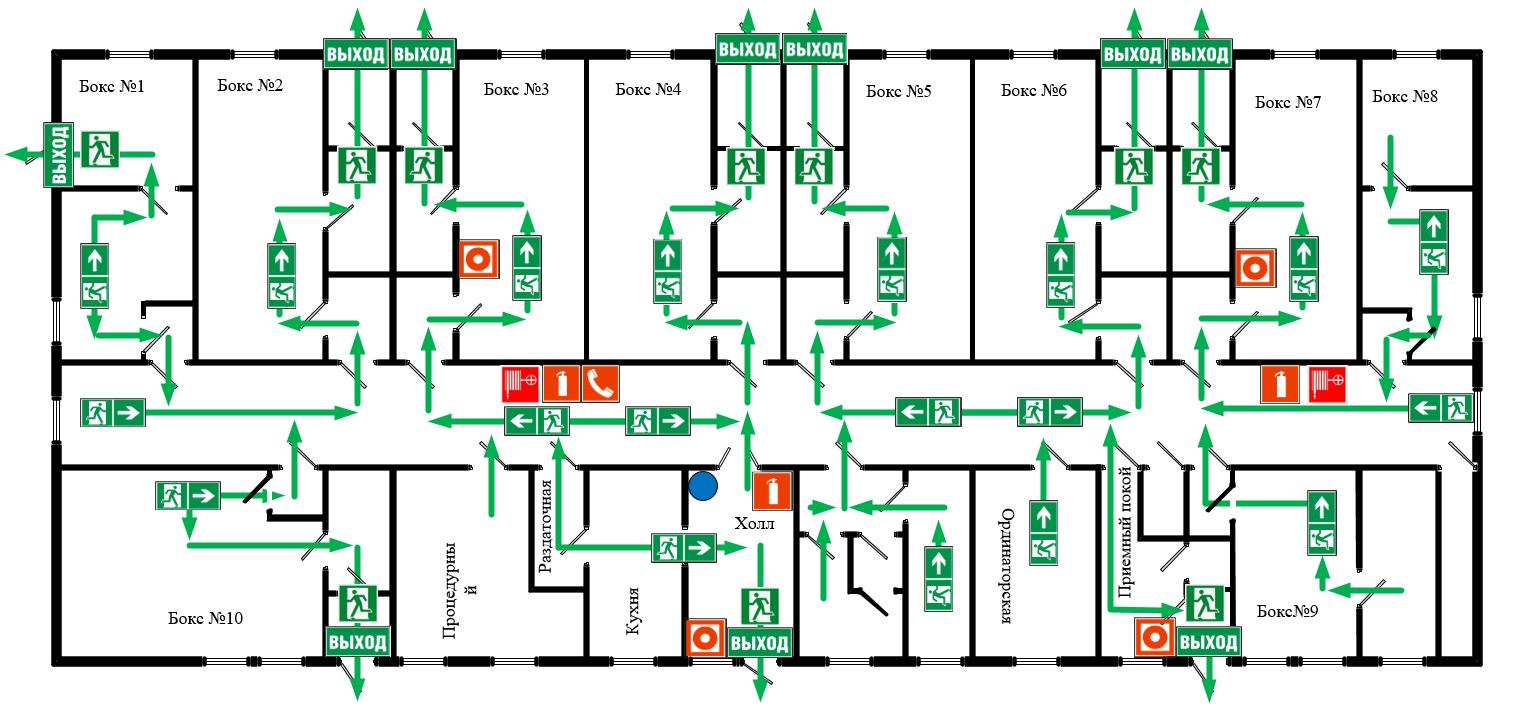 ВЫХОД
ВЫХОД
ВЫХОД
ВЫХОД
ВЫХОД
ВЫХОД
Бокс №1
Бокс №2
Бокс №3
Бокс №4
Бокс №5
Бокс №6
Бокс №7
Бокс №8
ВЫХОД
Бокс №10
Процедурны
й
Раздаточная
Кухня
Холл
Ординаторская
Приемный покой
Бокс№9
ВЫХОД
ВЫХОД
ВЫХОД